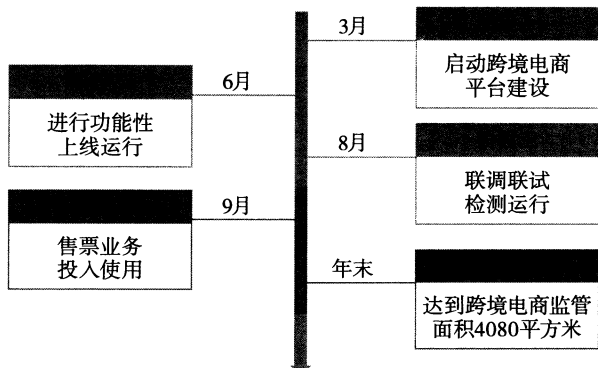 3月
启动跨境电商
平台建设
6月
进行功能性
上线运行
8月
联调联试
检测运行
9月
售票业务
投入使用
年末
达到跨境电商监管
面积4080平方米